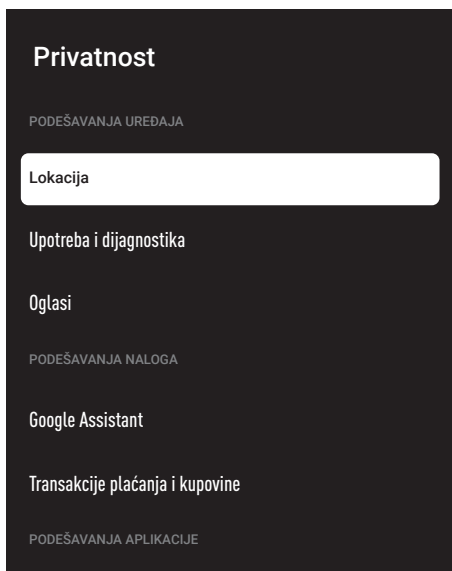 Privatnost
PODEŠAVANJA UREĐAJA
Lokacija
Upotreba i dijagnostika
Oglasi
PODEŠAVANJA NALOGA
Google Assistant
Transakcije plaćanja i kupovine
PODEŠAVANJA APLIKACIJE